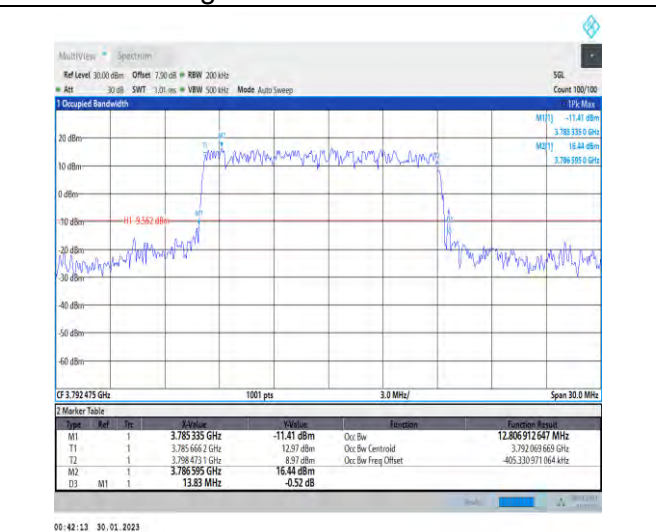 MultiView Spectrum
Ref Level 30.00 dBm Offset 7.00 dB RBW 200 kHz SGL
Att 30 dB SWT 1.01 ms VBW 500 kHz Mode Auto Sweep Count 100/100
1 Occupied Bandwidth 1Pk Max
M1[1] -11.41 dBm
3.785 335 0 GHz
M2[1] 16.44 dBm
3.786 595 0 GHz
20 dBm
10 dBm
0 dBm
-10 dBm
H1 -9.562 dBm
-20 dBm
-30 dBm
-40 dBm
-50 dBm
-60 dBm
CF 3.792 475 GHz 1001 pts 3.0 MHz/ Span 30.0 MHz
2 Marker Table
Type Ref Trc X-Value Y-Value Function Function Result
M1 1 3.785 335 GHz -11.41 dBm Occ Bw 12.806 912 647 MHz
T1 1 3.785 666 2 GHz 12.97 dBm Occ Bw Centroid 3.792 069 669 GHz
T2 1 3.798 473 1 GHz 8.97 dBm Occ Bw Freq Offset -405.330 971 064 kHz
M2 1 3.786 595 GHz 16.44 dBm
D3 M1 1 13.83 MHz -0.52 dB
00:42:13 30.01.2023